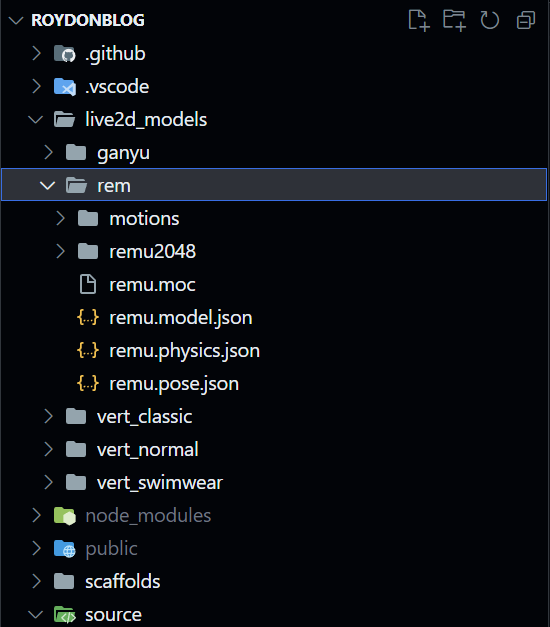 ROYDONBLOG
.github
.vscode
live2d_models
ganyu
rem
motions
remu2048
remu.moc
{..} remu.model.json
{..} remu.physics.json
{..} remu.pose.json
vert_classic
vert_normal
vert_swimwear
node_modules
public
scaffolds
source